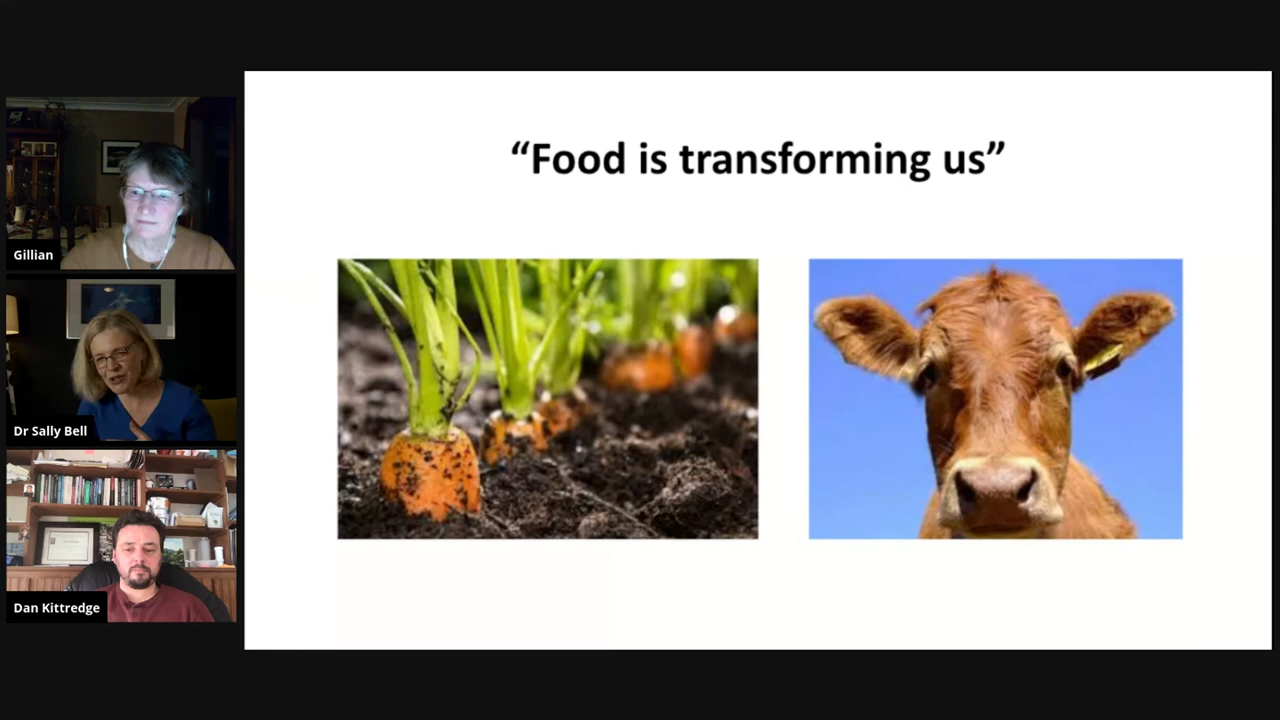 “Food is transforming us”
Gillian
Dr Sally Bell
Dan Kittredge